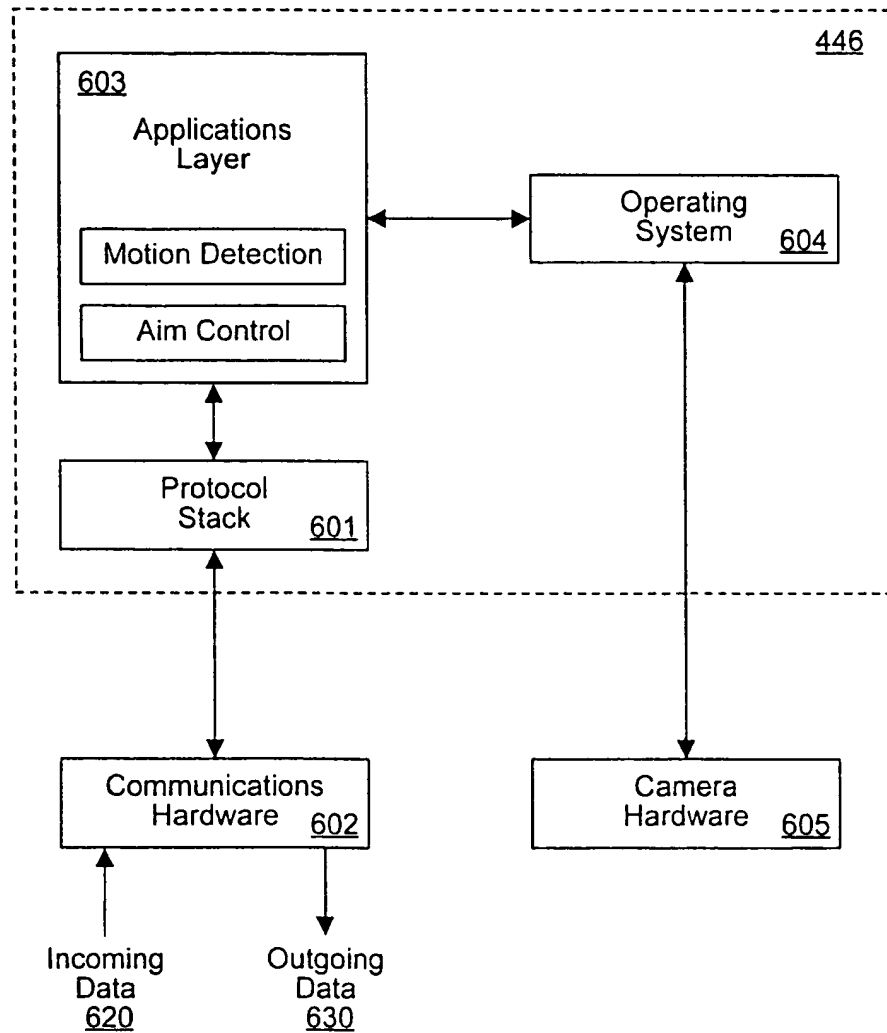 446
603
Applications
Layer
Motion Detection
Aim Control
Operating
System
604
Protocol
Stack
601
Communications
Hardware
602
Camera
Hardware
605
Incoming
Data
620
Outgoing
Data
630